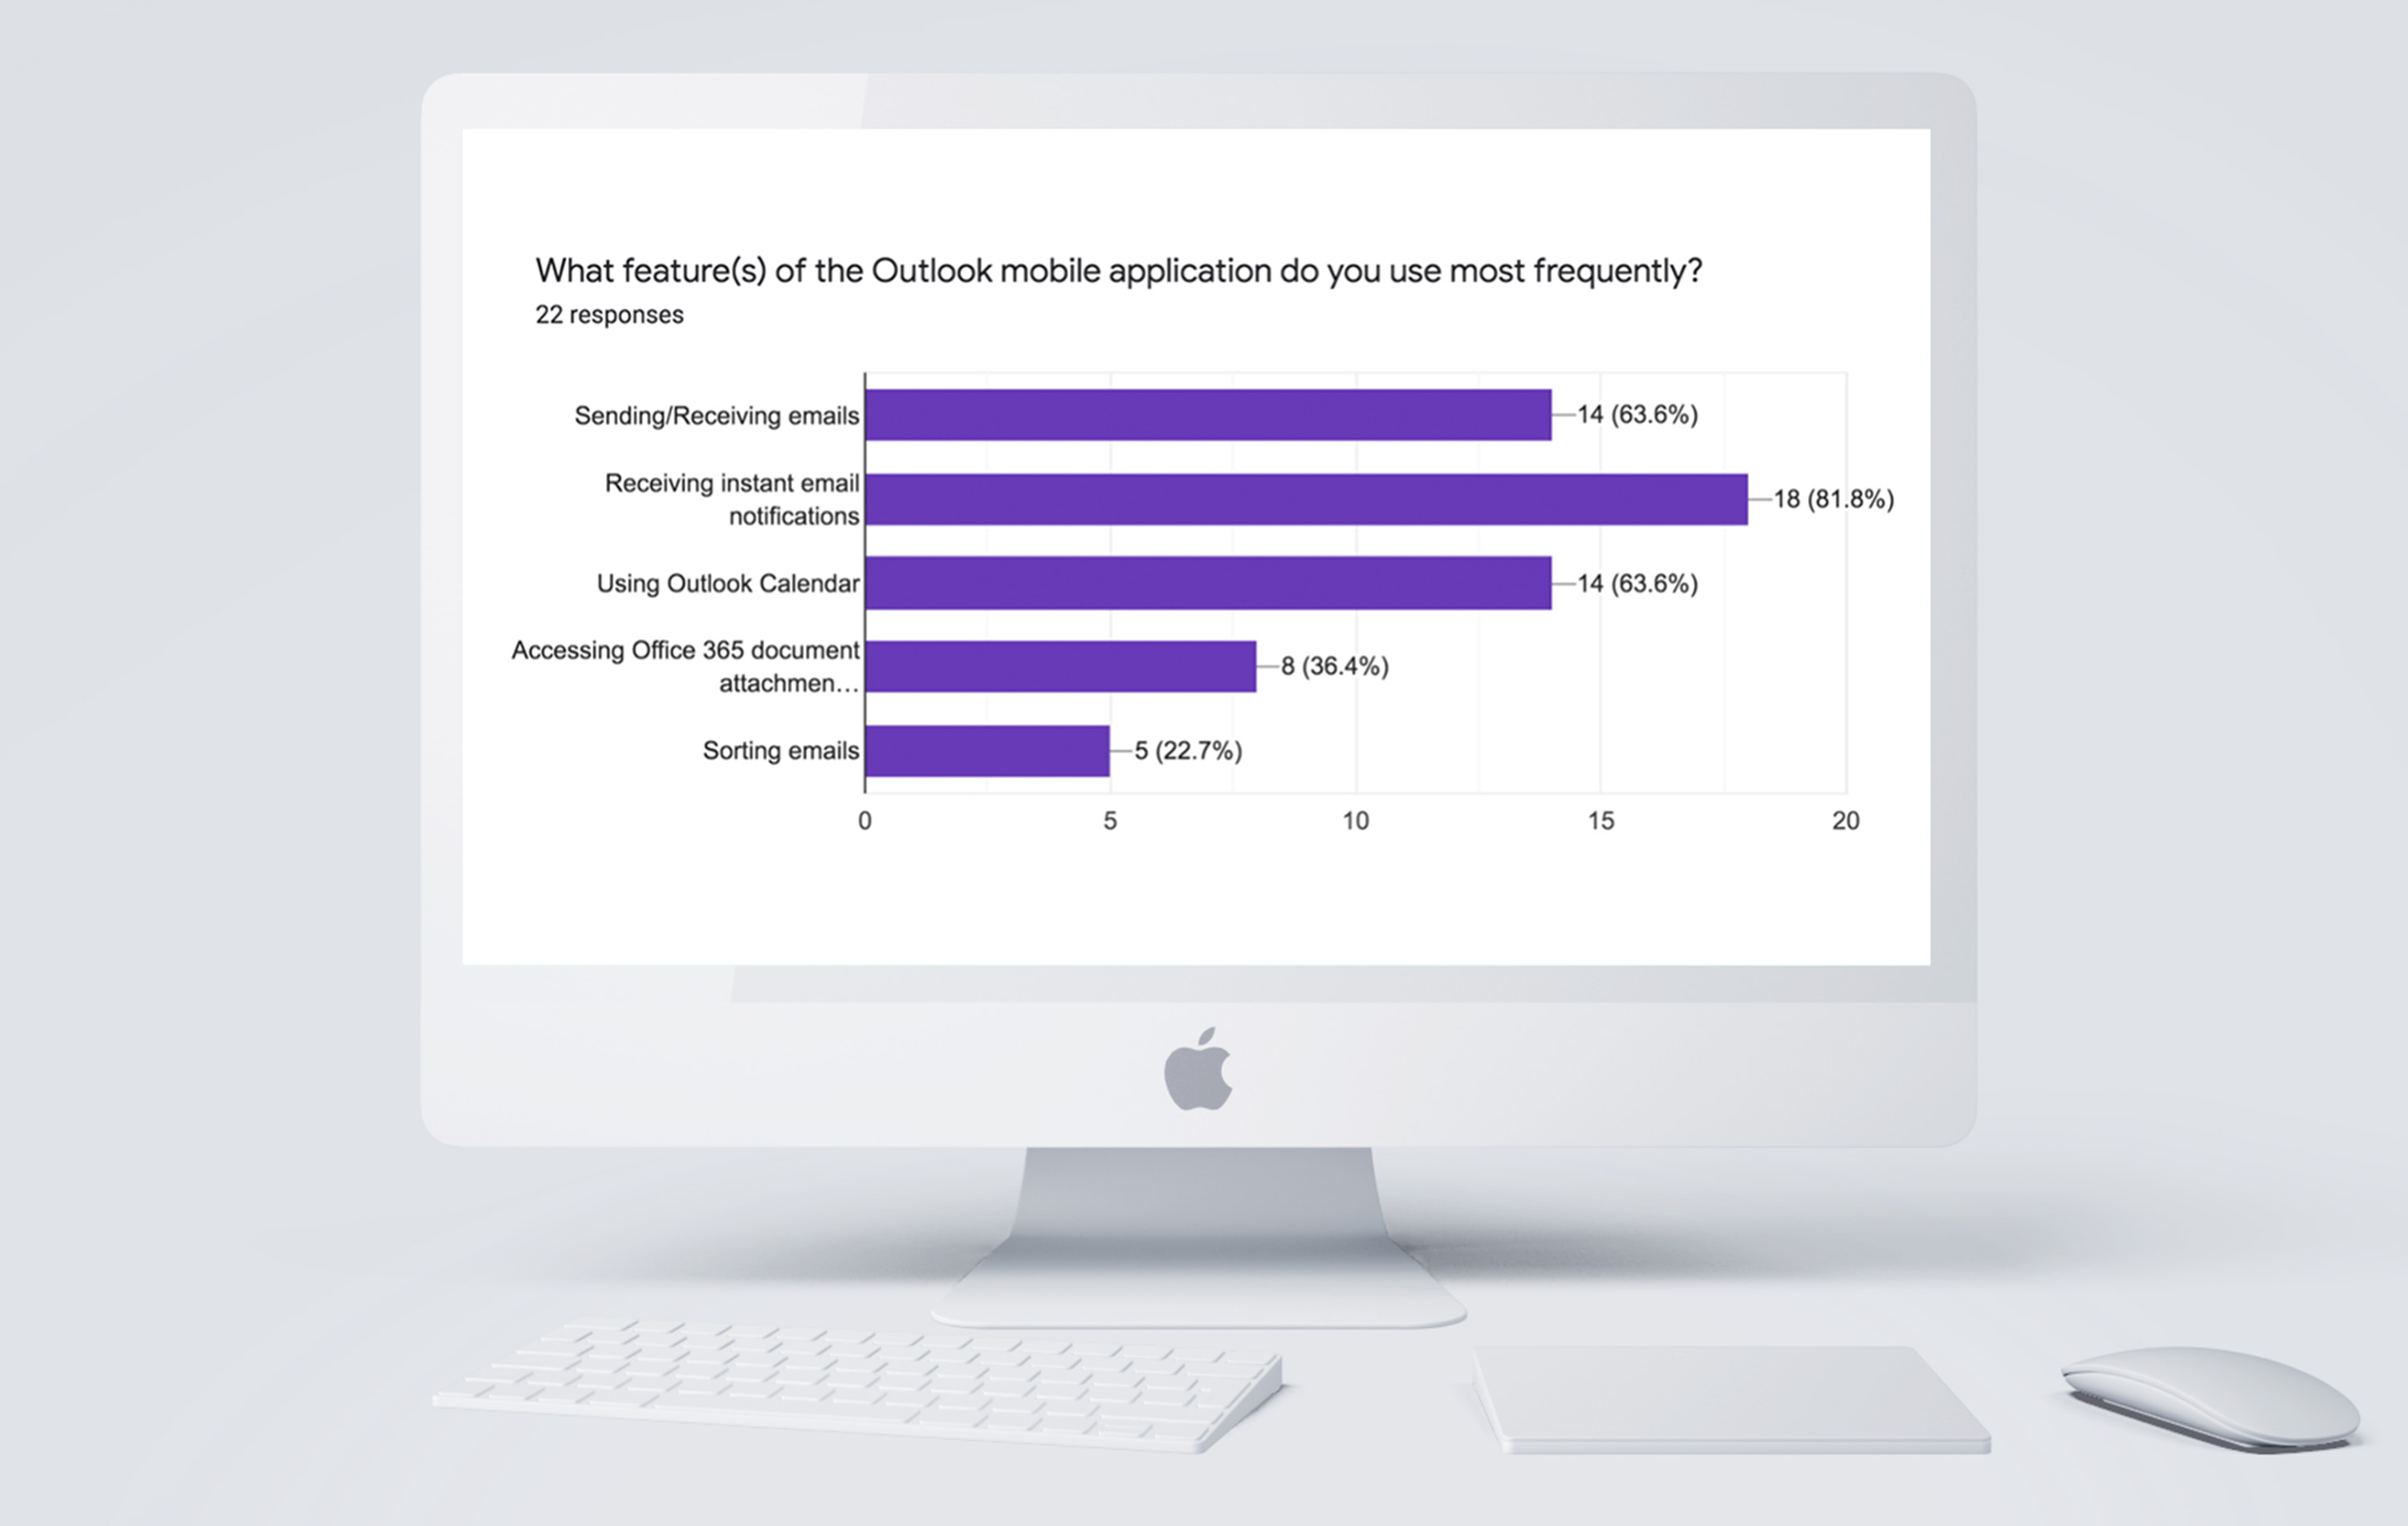 What feature(s) of the Outlook mobile application do you use most frequently?
22 responses
Sending/Receiving emails
14 (63.6%)
Receiving instant email
notifications
18 (81.8%)
Using Outlook Calendar
14 (63.6%)
Accessing Office 365 document
attachmen...
8 (36.4%)
Sorting emails
5 (22.7%)
0 5 10 15 20